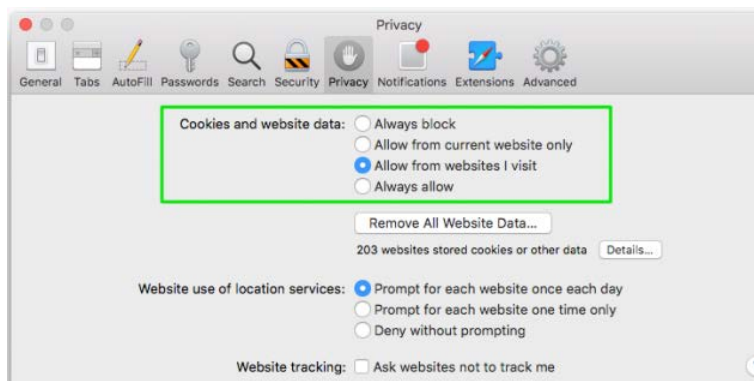 Privacy
General Tabs AutoFill Passwords Search Security Privacy Notifications Extensions Advanced
Cookies and website data: Always block
Allow from current website only
Allow from websites I visit
Always allow
Remove All Website Data...
203 websites stored cookies or other data Details...
Website use of location services: Prompt for each website once each day
Prompt for each website one time only
Deny without prompting
Website tracking: Ask websites not to track me